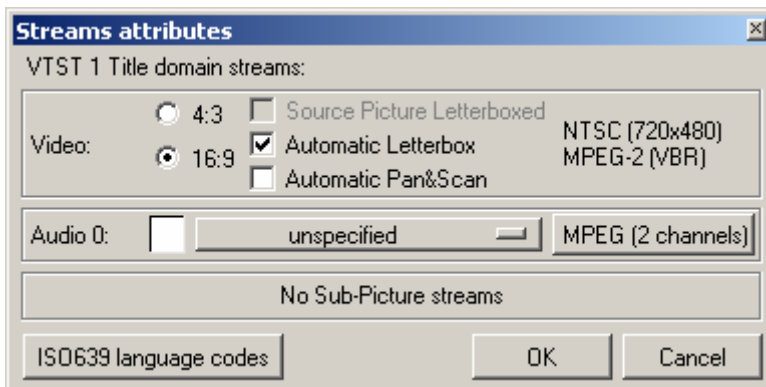 Streams attributes
VTST 1 Title domain streams:
Video:
4:3
16:9
Source Picture Letterboxed
Automatic Letterbox
Automatic Pan&Scan
NTSC (720x480)
MPEG-2 (VBR)
Audio 0:
unspecified
MPEG (2 channels)
No Sub-Picture streams
ISO639 language codes
OK
Cancel